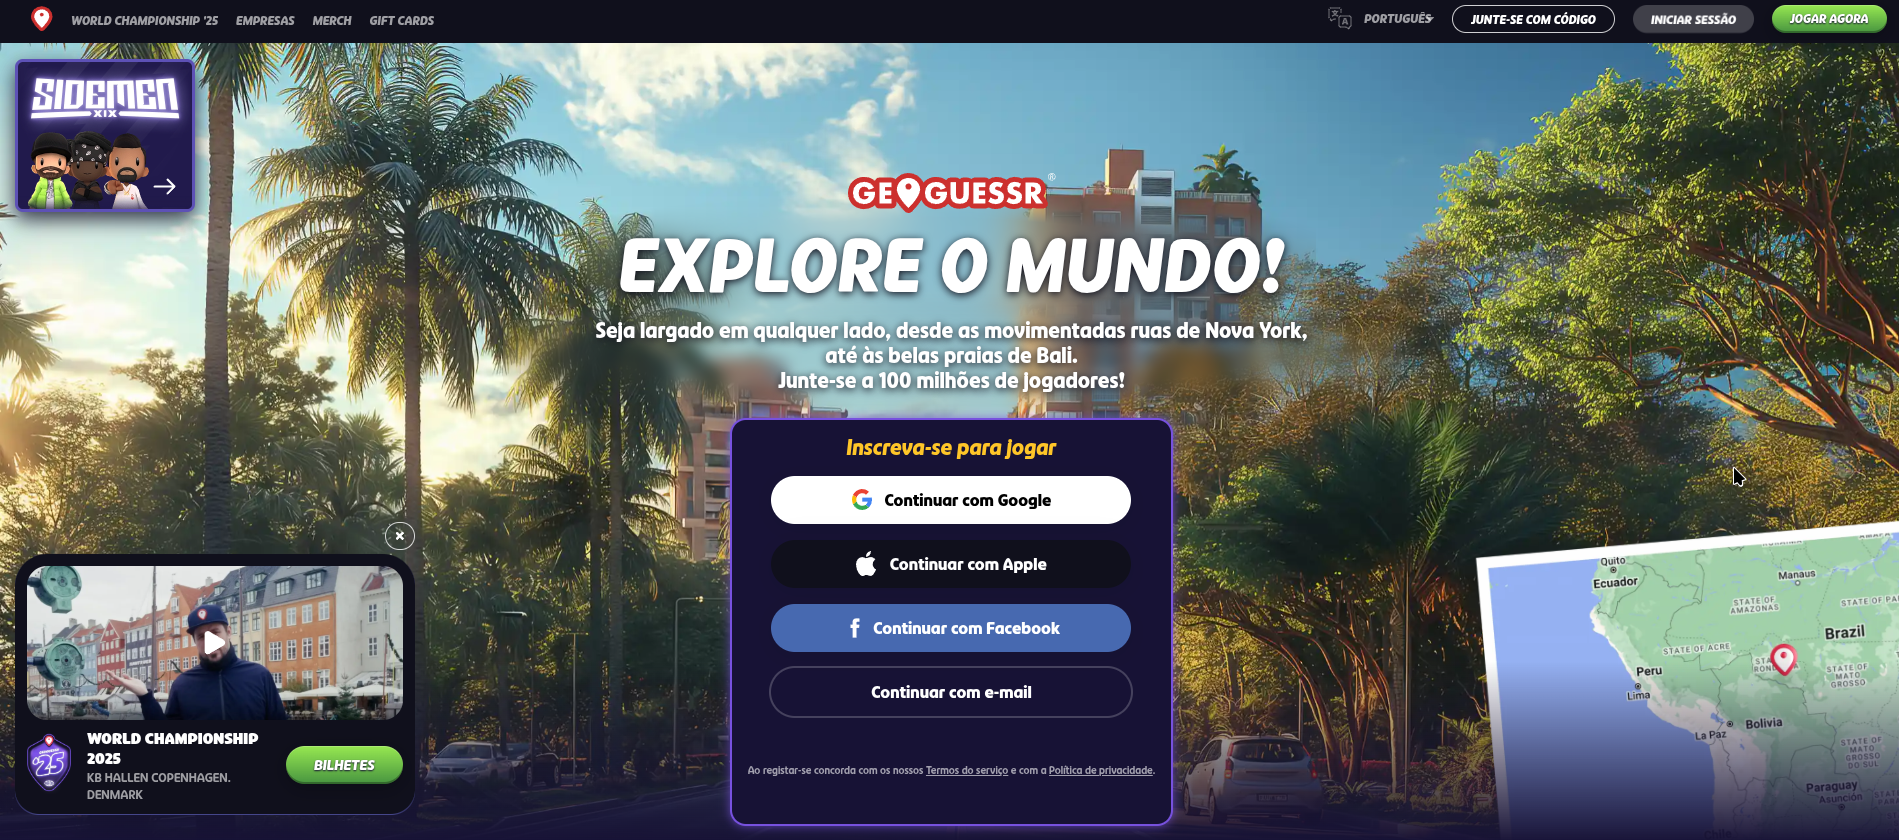 WORLD CHAMPIONSHIP '25
EMPRESAS
MERCH
GIFT CARDS
PORTUGUÊS
JUNTE-SE COM CÓDIGO
INICIAR SESSÃO
JOGAR AGORA
SIDEMEN
XIX
GEOGUESSR®
EXPLORE O MUNDO!
Seja largado em qualquer lado, desde as movimentadas ruas de Nova York,
até às belas praias de Bali.
Junte-se a 100 milhões de jogadores!
Inscreva-se para jogar
Continuar com Google
Continuar com Apple
Continuar com Facebook
Continuar com e-mail
Ao registar-se concorda com os nossos Termos do serviço e com a Política de privacidade.
WORLD CHAMPIONSHIP
2025
KB HALLEN COPENHAGEN.
DENMARK
BILHETES
'25
Quito
Ecuador
Manaus
STATE OF
AMAZONAS
STATE OF
Brazil
STATE OF ACRE
Peru
Lima
STATE OF
MATO
GROSSO
Bolivia
La Paz
STATE OF
MATO
GROSSO
DO SUL
Paraguay
Asunción